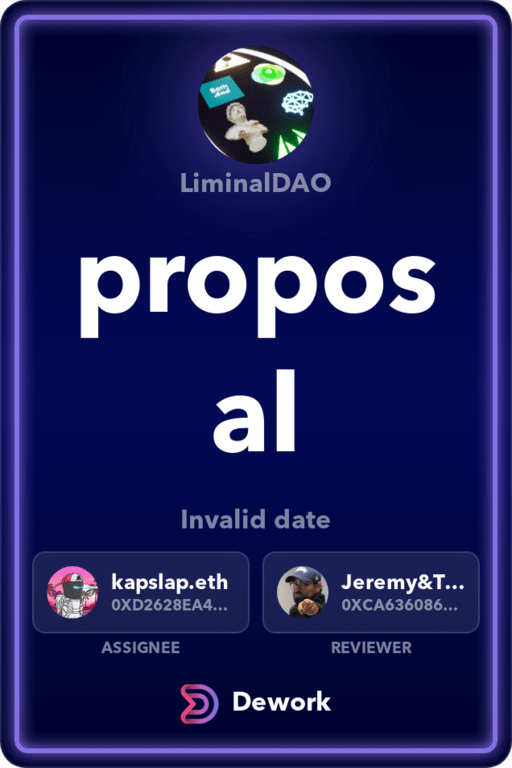 LiminalDAO
propos
al
Invalid date
kapslap.eth
0XD2628EA4...
Jeremy&T...
0XCA636086...
ASSIGNEE
REVIEWER
Dework